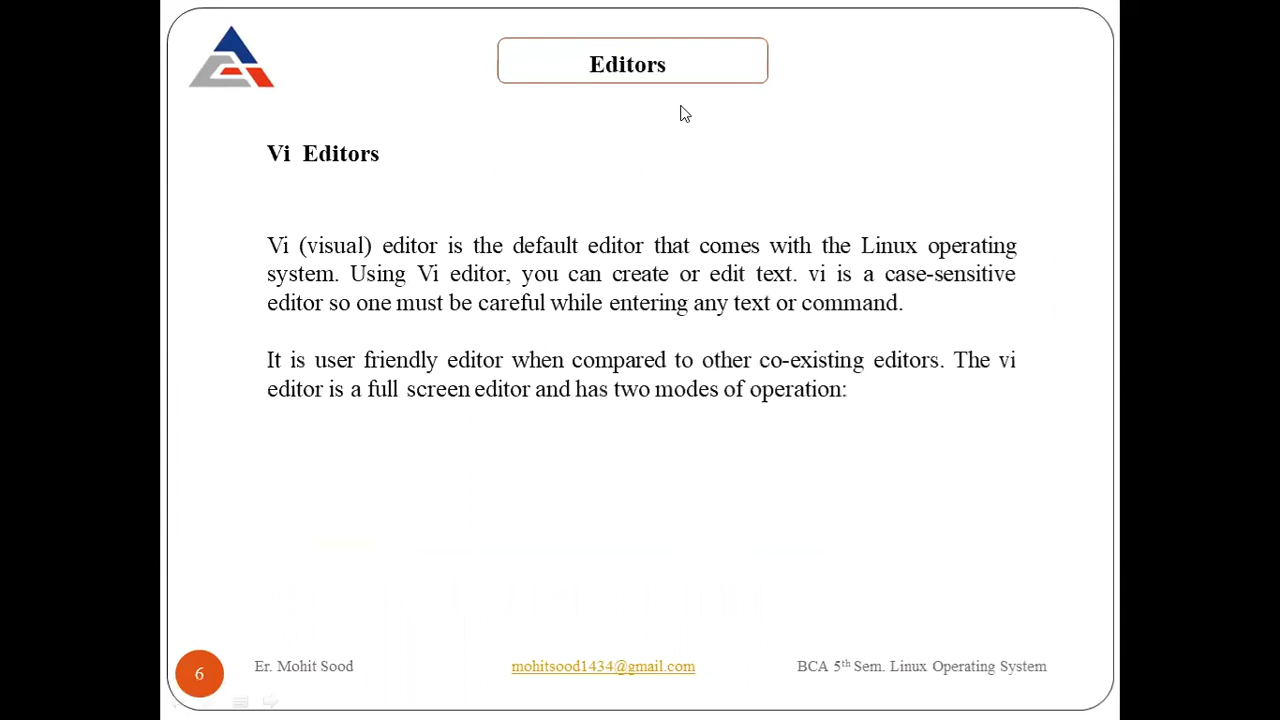 Editors
Vi Editors
Vi (visual) editor is the default editor that comes with the Linux operating
system. Using Vi editor, you can create or edit text. vi is a case-sensitive
editor so one must be careful while entering any text or command.
It is user friendly editor when compared to other co-existing editors. The vi
editor is a full screen editor and has two modes of operation:
6
Er. Mohit Sood
mohitsood1434@gmail.com
BCA 5th Sem. Linux Operating System